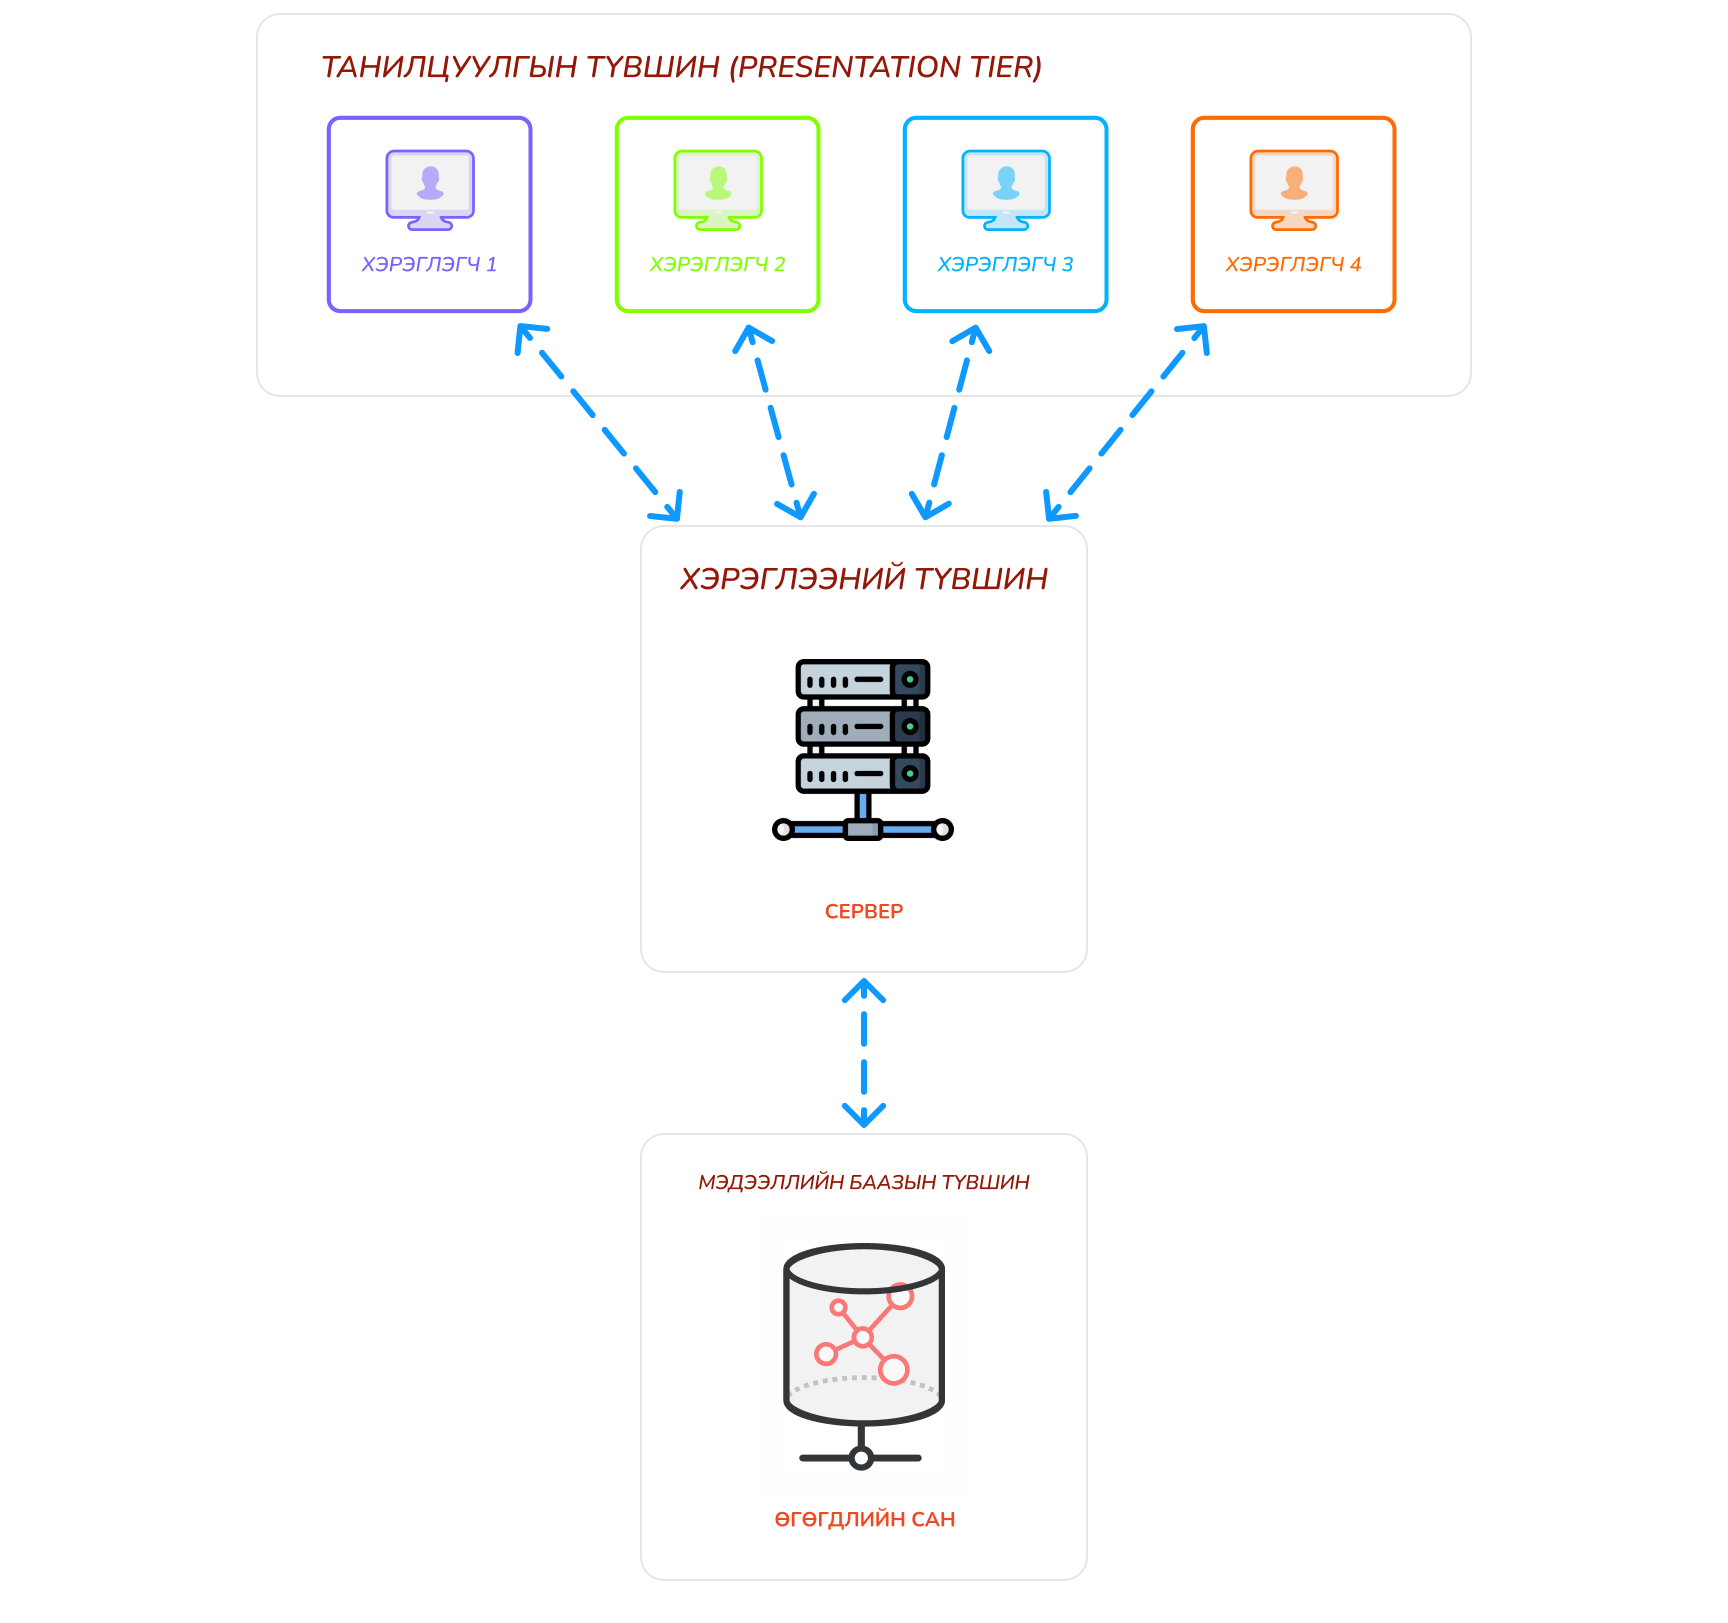 ТАНИЛЦУУЛГЫН ТҮВШИН (PRESENTATION TIER)
ХЭРЭГЛЭГЧ 1
ХЭРЭГЛЭГЧ 2
ХЭРЭГЛЭГЧ 3
ХЭРЭГЛЭГЧ 4
ХЭРЭГЛЭЭНИЙ ТҮВШИН
СЕРВЕР
МЭДЭЭЛЛИЙН БААЗЫН ТҮВШИН
ӨГӨГДЛИЙН САН